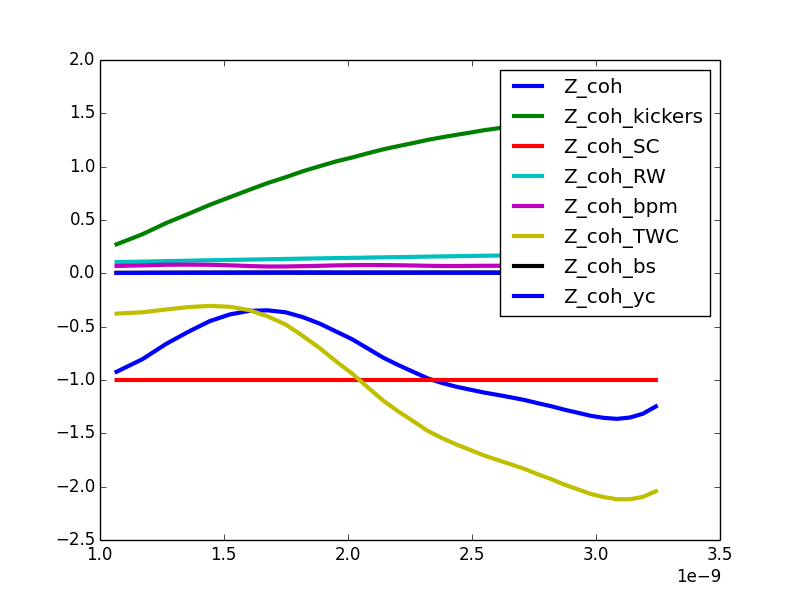 2.0
1.5
1.0
0.5
0.0
−0.5
−1.0
−1.5
−2.0
−2.5
Z_coh
Z_coh_kickers
Z_coh_SC
Z_coh_RW
Z_coh_bpm
Z_coh_TWC
Z_coh_bs
Z_coh_yc
1.0 1.5 2.0 2.5 3.0 3.5
1e−9